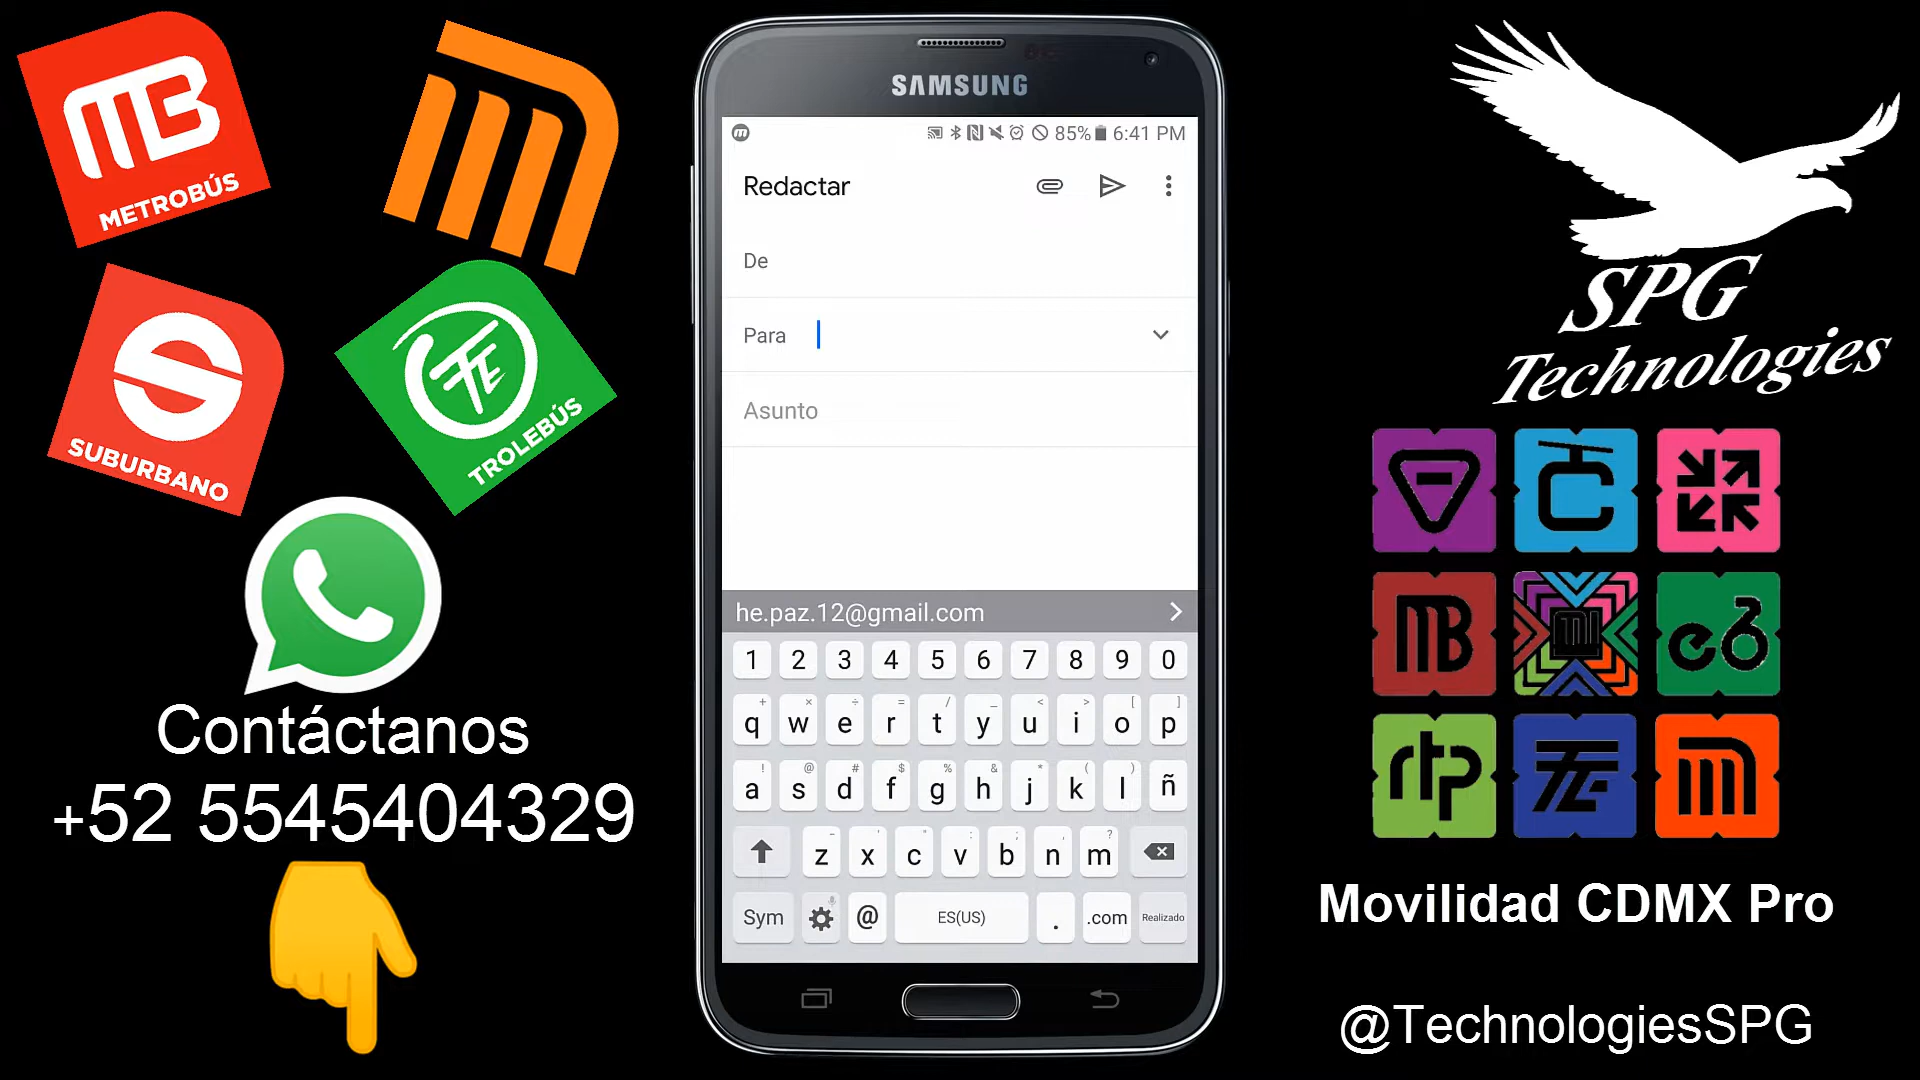 METROBÚS
SUBURBANO
TROLEBÚS
Contáctanos
+52 5545404329
SAMSUNG
85% 6:41 PM
Redactar
De
Para
Asunto
he.paz.12@gmail.com
1 2 3 4 5 6 7 8 9 0
q w e r t y u i o p
a s d f g h j k l ñ
z x c v b n m
Sym @ ES(US) . .com Realizado
SPG
Technologies
MB
rtp
Movilidad CDMX Pro
@TechnologiesSPG